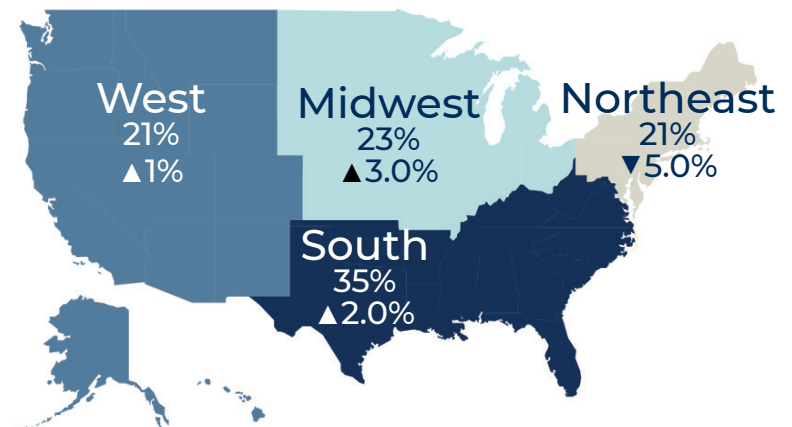 West
21%
▲1%
Midwest
23%
▲3.0%
Northeast
21%
▼5.0%
South
35%
▲2.0%